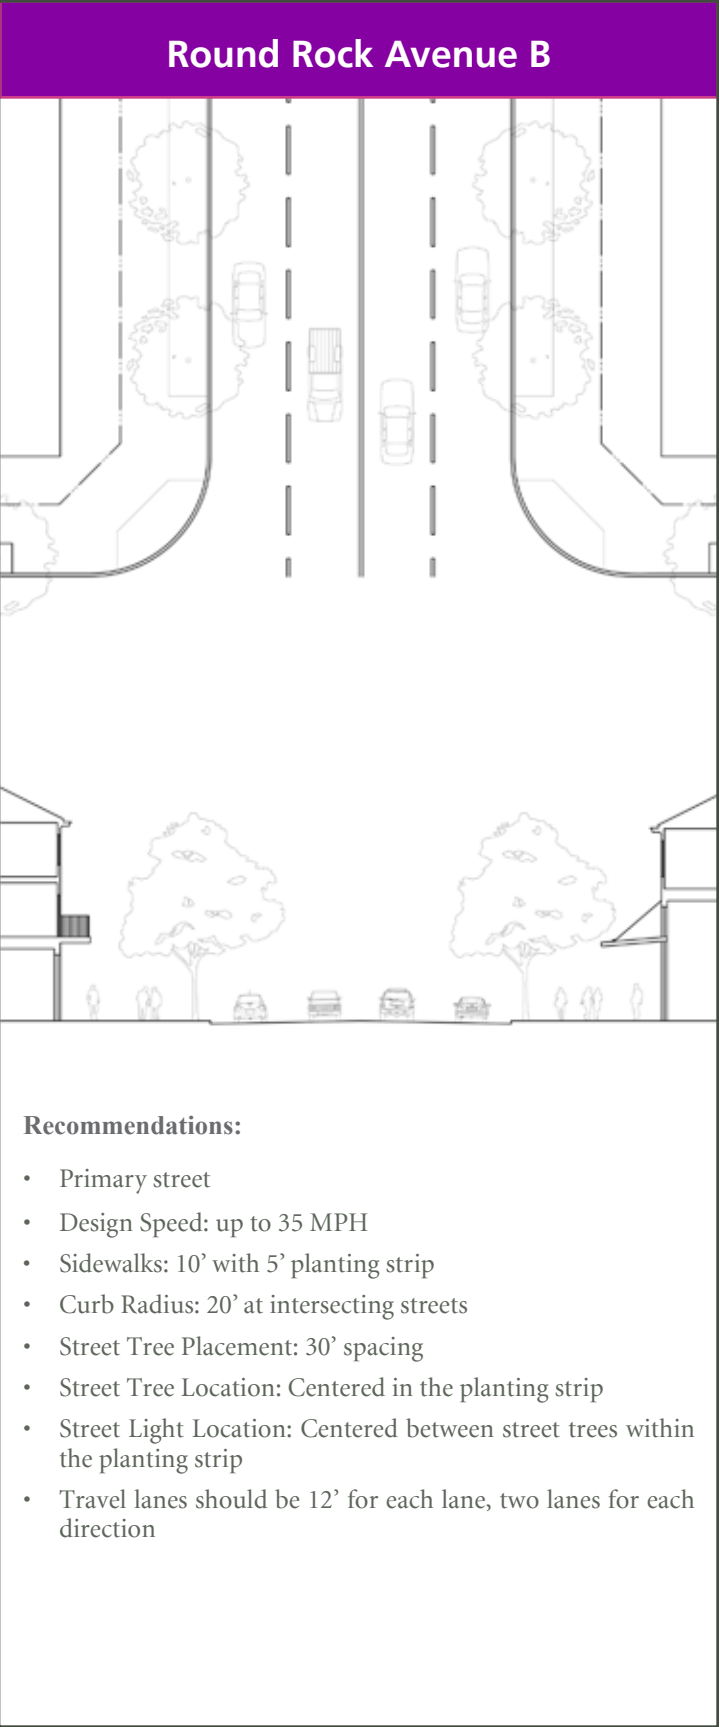 Round Rock Avenue B
Recommendations:
• Primary street
• Design Speed: up to 35 MPH
• Sidewalks: 10’ with 5’ planting strip
• Curb Radius: 20’ at intersecting streets
• Street Tree Placement: 30’ spacing
• Street Tree Location: Centered in the planting strip
• Street Light Location: Centered between street trees within
the planting strip
• Travel lanes should be 12’ for each lane, two lanes for each
direction